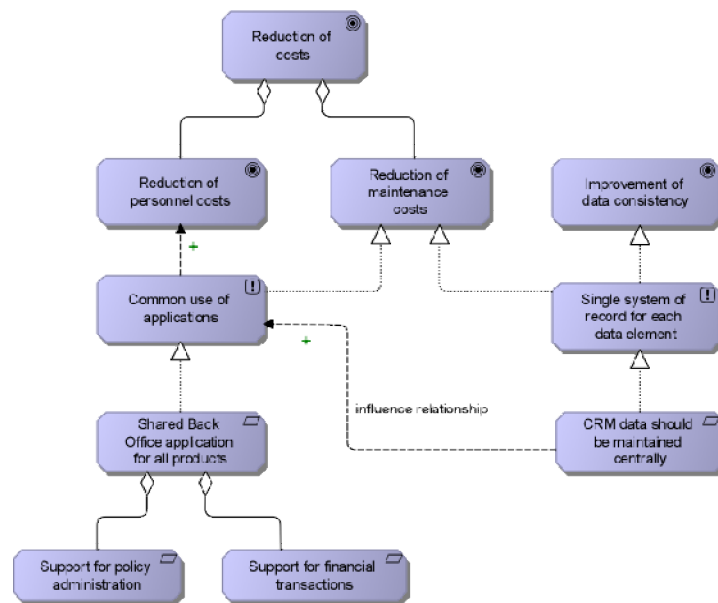 Reduction of
costs
Reduction of
personnel costs
Reduction of
maintenance
costs
Improvement of
data consistency
+
Common use of
applications
!
Single system of
record for each
data element
!
+
influence relationship
Shared Back
Office application
for all products
CRM data should
be maintained
centrally
Support for policy
administration
Support for financial
transactions